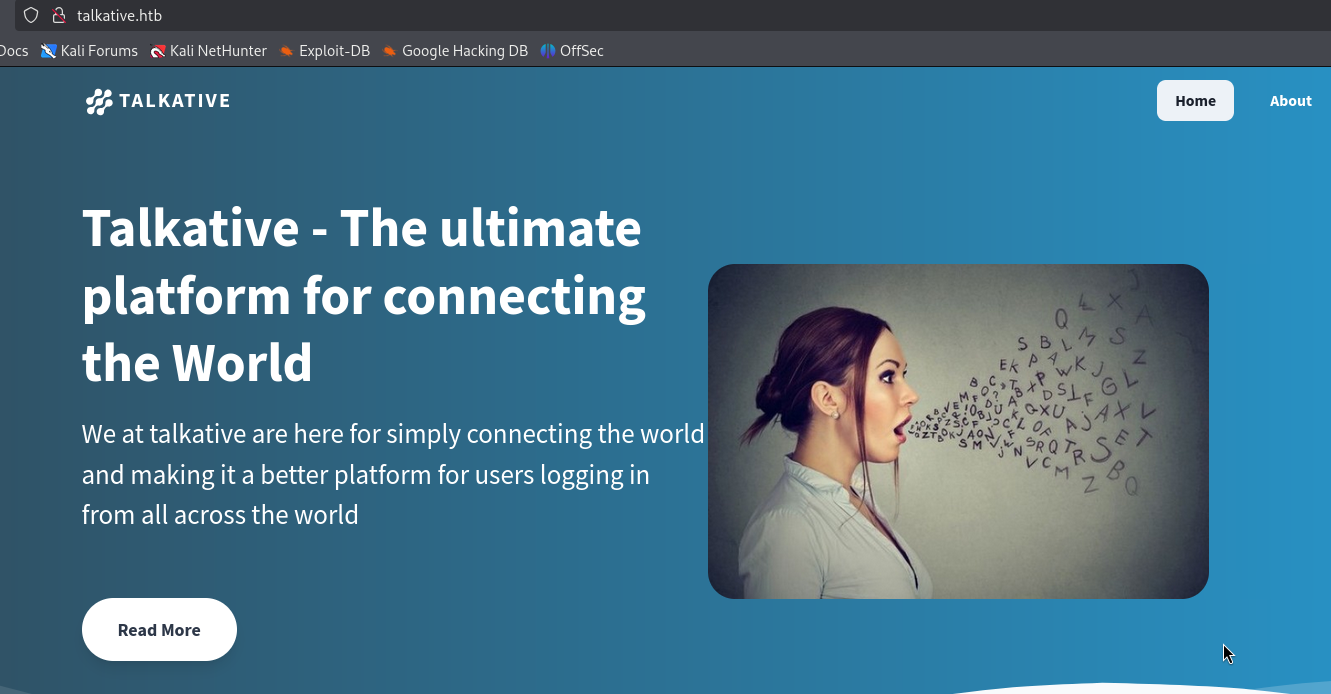 talkative.htb
Docs Kali Forums Kali NetHunter Exploit-DB Google Hacking DB OffSec
TALKATIVE Home About
Talkative - The ultimate
platform for connecting
the World
We at talkative are here for simply connecting the world
and making it a better platform for users logging in
from all across the world
Read More